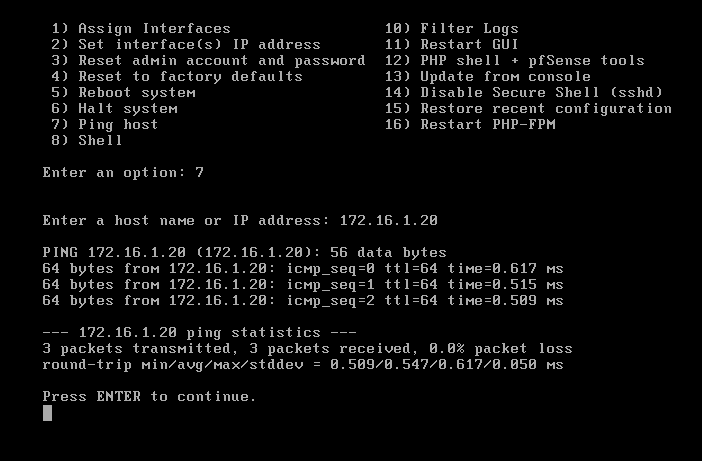 1) Assign Interfaces                 10) Filter Logs
2) Set interface(s) IP address       11) Restart GUI
3) Reset admin account and password  12) PHP shell + pfSense tools
4) Reset to factory defaults         13) Update from console
5) Reboot system                     14) Disable Secure Shell (sshd)
6) Halt system                       15) Restore recent configuration
7) Ping host                         16) Restart PHP-FPM
8) Shell
Enter an option: 7
Enter a host name or IP address: 172.16.1.20
PING 172.16.1.20 (172.16.1.20): 56 data bytes
64 bytes from 172.16.1.20: icmp_seq=0 ttl=64 time=0.617 ms
64 bytes from 172.16.1.20: icmp_seq=1 ttl=64 time=0.515 ms
64 bytes from 172.16.1.20: icmp_seq=2 ttl=64 time=0.509 ms
--- 172.16.1.20 ping statistics ---
3 packets transmitted, 3 packets received, 0.0% packet loss
round-trip min/avg/max/stddev = 0.509/0.547/0.617/0.050 ms
Press ENTER to continue.